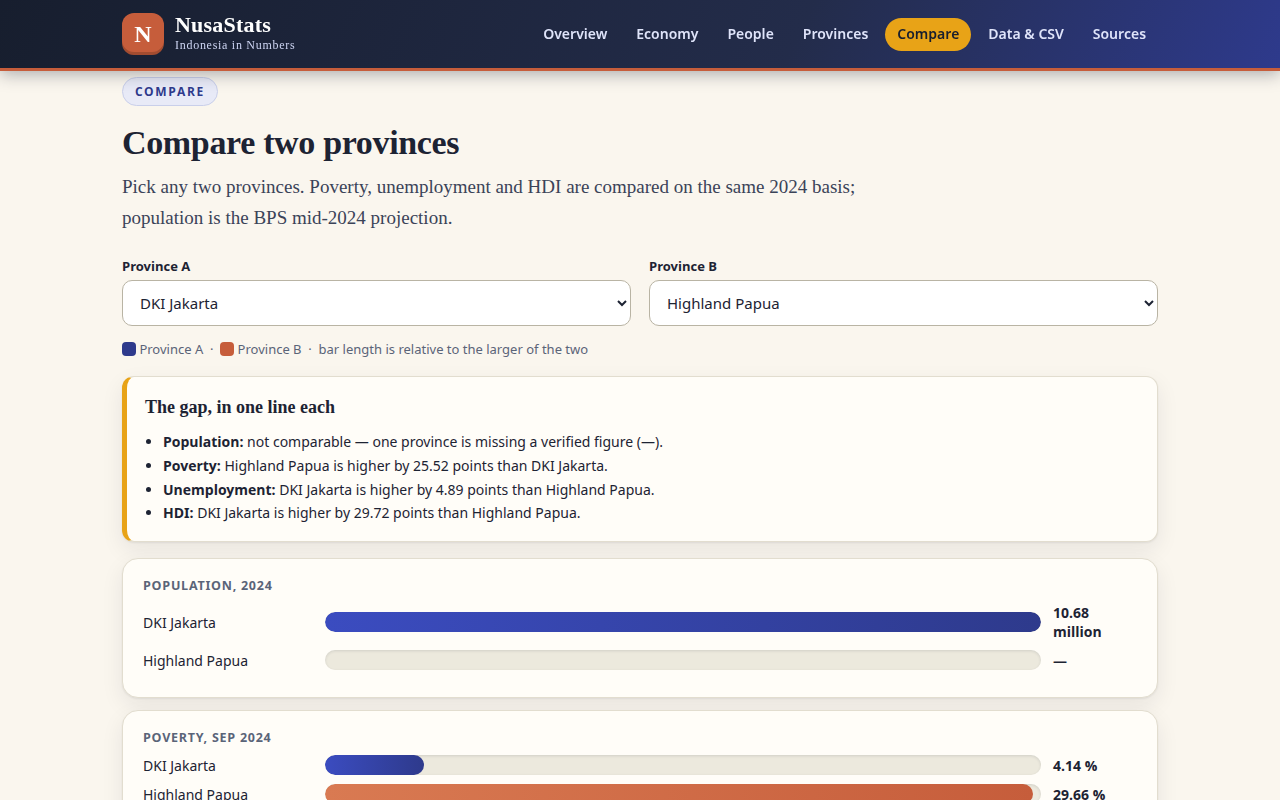 N
NusaStats
Indonesia in Numbers
Overview Economy People Provinces Compare Data & CSV Sources
COMPARE
Compare two provinces
Pick any two provinces. Poverty, unemployment and HDI are compared on the same 2024 basis;
population is the BPS mid-2024 projection.
Province A Province B
DKI Jakarta Highland Papua
Province A · Province B · bar length is relative to the larger of the two
The gap, in one line each
• Population: not comparable — one province is missing a verified figure (—).
• Poverty: Highland Papua is higher by 25.52 points than DKI Jakarta.
• Unemployment: DKI Jakarta is higher by 4.89 points than Highland Papua.
• HDI: DKI Jakarta is higher by 29.72 points than Highland Papua.
POPULATION, 2024
DKI Jakarta 10.68
million
Highland Papua —
POVERTY, SEP 2024
DKI Jakarta 4.14 %
Highland Papua 29.66 %